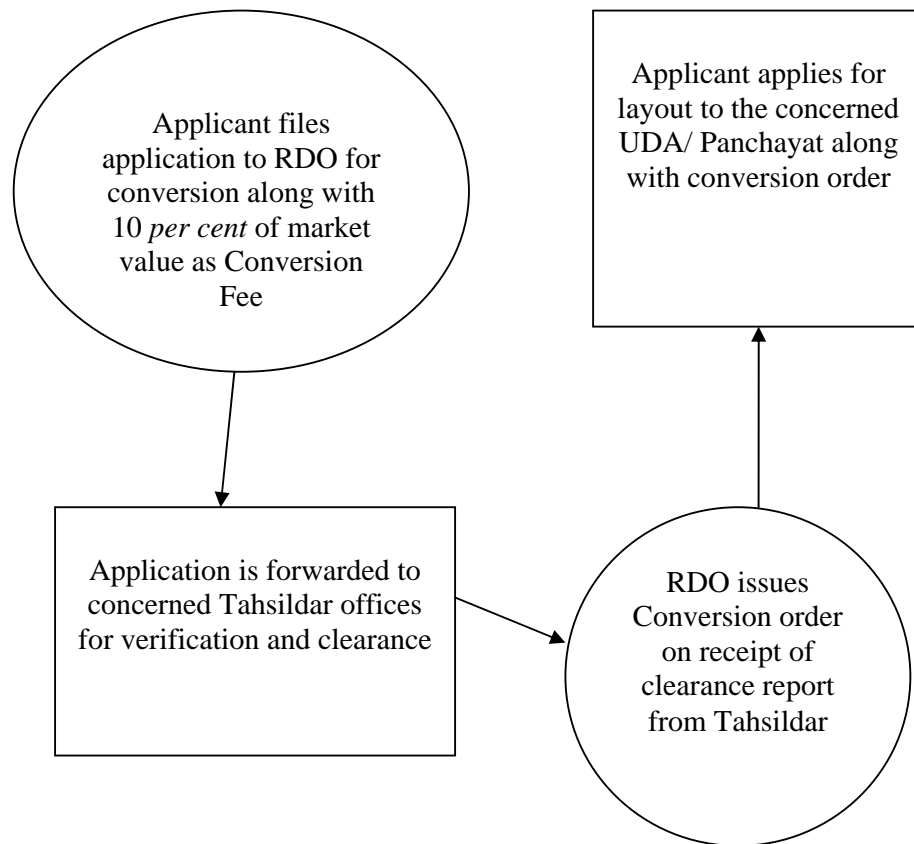 Applicant files
application to RDO for
conversion along with
10 per cent of market
value as Conversion
Fee
Application is forwarded to
concerned Tahsildar offices
for verification and clearance
RDO issues
Conversion order
on receipt of
clearance report
from Tahsildar
Applicant applies for
layout to the concerned
UDA/ Panchayat along
with conversion order